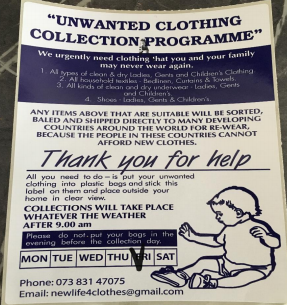 "UNWANTED CLOTHING
COLLECTION PROGRAMME"
We urgently need clothing that you and your family
may never wear again.
1. All types of clean & dry Ladies, Gents and Children's Clothing
2. All household textiles - Bedlinen, Curtains & Towels
3. All kinds of clean and dry underwear - Ladies, Gents
and Children's.
4. Shoes - Ladies, Gents & Children's.
ANY ITEMS ABOVE THAT ARE SUITABLE WILL BE SORTED,
BALED AND SHIPPED DIRECTLY TO MANY DEVELOPING
COUNTRIES AROUND THE WORLD FOR RE-WEAR,
BECAUSE THE PEOPLE IN THESE COUNTRIES CANNOT
AFFORD NEW CLOTHES.
Thank you for help
All you need to do – is put your unwanted
clothing into plastic bags and stick this
label on them and place outside your
home in clear view.
COLLECTIONS WILL TAKE PLACE
WHATEVER THE WEATHER
AFTER 9.00 am
Please do not put your bags in the
evening before the collection day.
MON TUE WED THU FRI SAT
Phone: 073 831 47075
Email: newlife4clothes@gmail.com